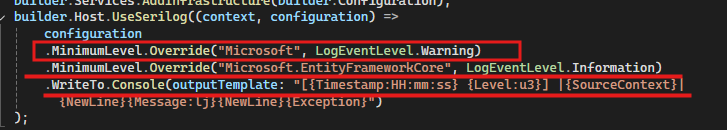 builder.Services.AddInfrastructure(builder.Configuration);
builder.Host.UseSerilog((context, configuration) =>
configuration
.MinimumLevel.Override("Microsoft", LogEventLevel.Warning)
.MinimumLevel.Override("Microsoft.EntityFrameworkCore", LogEventLevel.Information)
.WriteTo.Console(outputTemplate: "[{Timestamp:HH:mm:ss} {Level:u3}] |{SourceContext}|
{NewLine}{Message:lj}{NewLine}{Exception}")
);